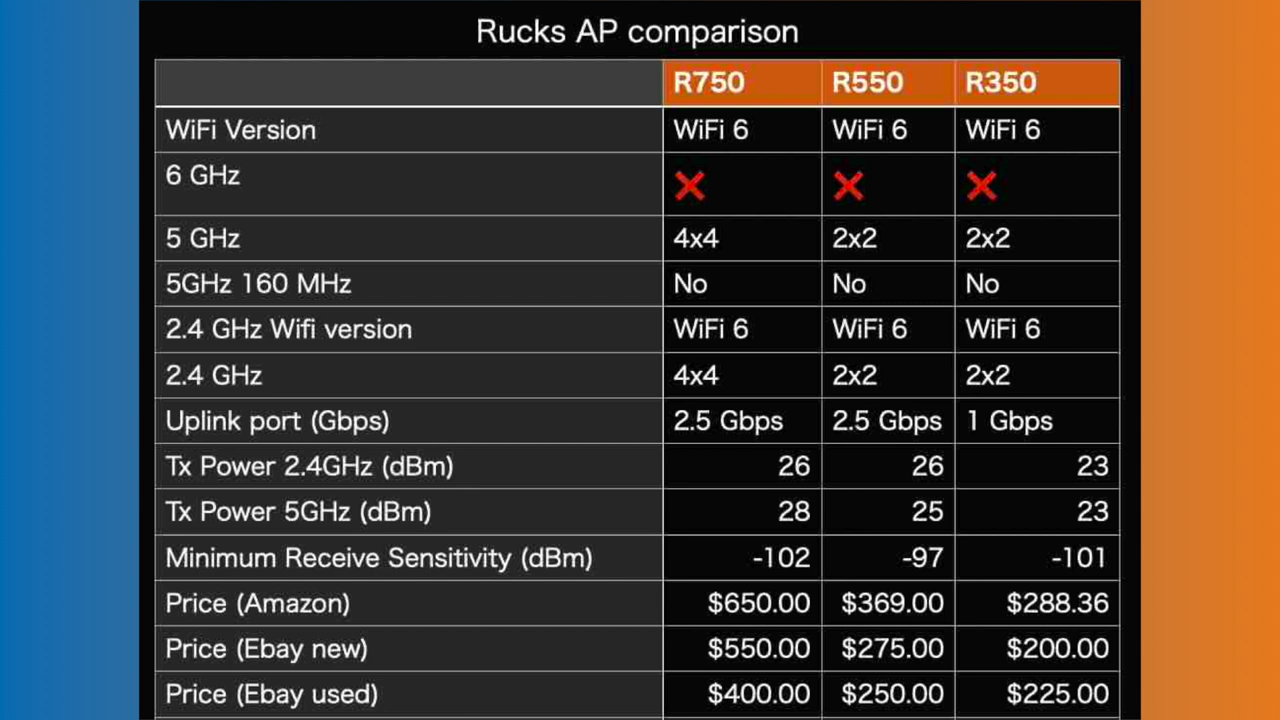 Rucks AP comparison
R750 R550 R350
WiFi Version WiFi 6 WiFi 6 WiFi 6
6 GHz ❌ ❌ ❌
5 GHz 4x4 2x2 2x2
5GHz 160 MHz No No No
2.4 GHz Wifi version WiFi 6 WiFi 6 WiFi 6
2.4 GHz 4x4 2x2 2x2
Uplink port (Gbps) 2.5 Gbps 2.5 Gbps 1 Gbps
Tx Power 2.4GHz (dBm) 26 26 23
Tx Power 5GHz (dBm) 28 25 23
Minimum Receive Sensitivity (dBm) -102 -97 -101
Price (Amazon) $650.00 $369.00 $288.36
Price (Ebay new) $550.00 $275.00 $200.00
Price (Ebay used) $400.00 $250.00 $225.00